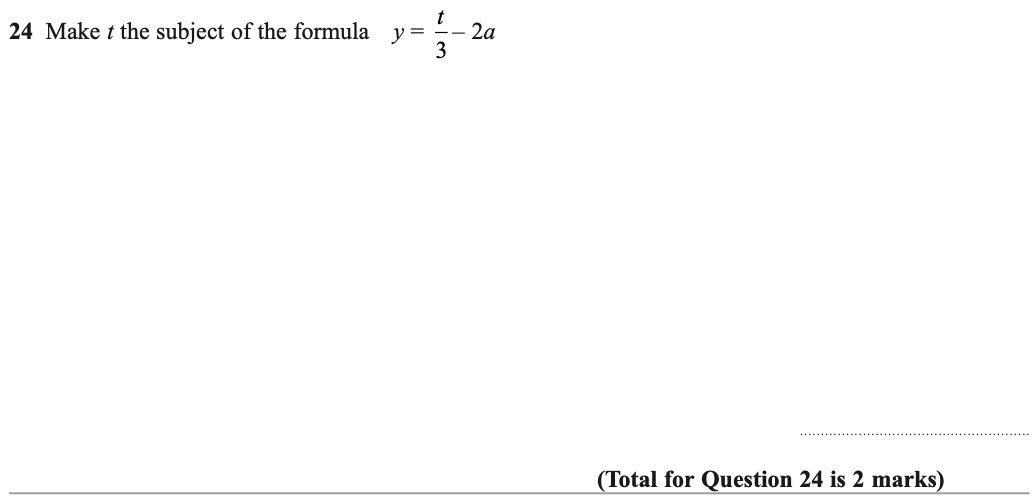 24 Make t the subject of the formula y = t/3 – 2a
(Total for Question 24 is 2 marks)